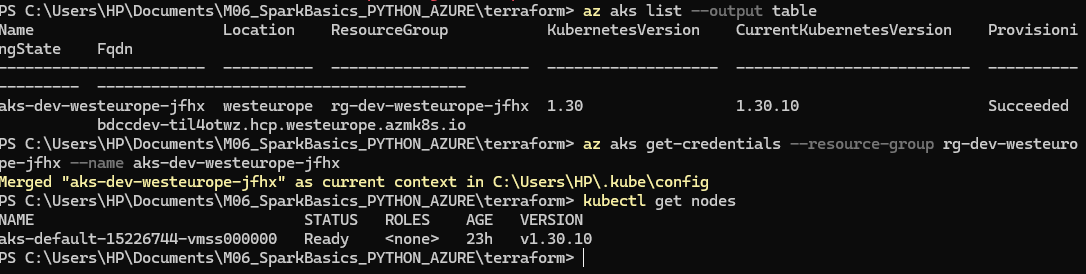 PS C:\Users\HP\Documents\M06_SparkBasics_PYTHON_AZURE\terraform> az aks list --output table
Name                    Location    ResourceGroup           KubernetesVersion    CurrentKubernetesVersion    Provisioni
ngState    Fqdn
----------------------  ----------  ----------------------  -------------------  --------------------------  ----------
---------  -----------------------------------------
aks-dev-westeurope-jfhx  westeurope  rg-dev-westeurope-jfhx  1.30                 1.30.10                     Succeeded
           bdccdev-til4otwz.hcp.westeurope.azmk8s.io
PS C:\Users\HP\Documents\M06_SparkBasics_PYTHON_AZURE\terraform> az aks get-credentials --resource-group rg-dev-westeuro
pe-jfhx --name aks-dev-westeurope-jfhx
Merged "aks-dev-westeurope-jfhx" as current context in C:\Users\HP\.kube\config
PS C:\Users\HP\Documents\M06_SparkBasics_PYTHON_AZURE\terraform> kubectl get nodes
NAME                              STATUS   ROLES    AGE   VERSION
aks-default-15226744-vmss000000   Ready    <none>   23h   v1.30.10
PS C:\Users\HP\Documents\M06_SparkBasics_PYTHON_AZURE\terraform>